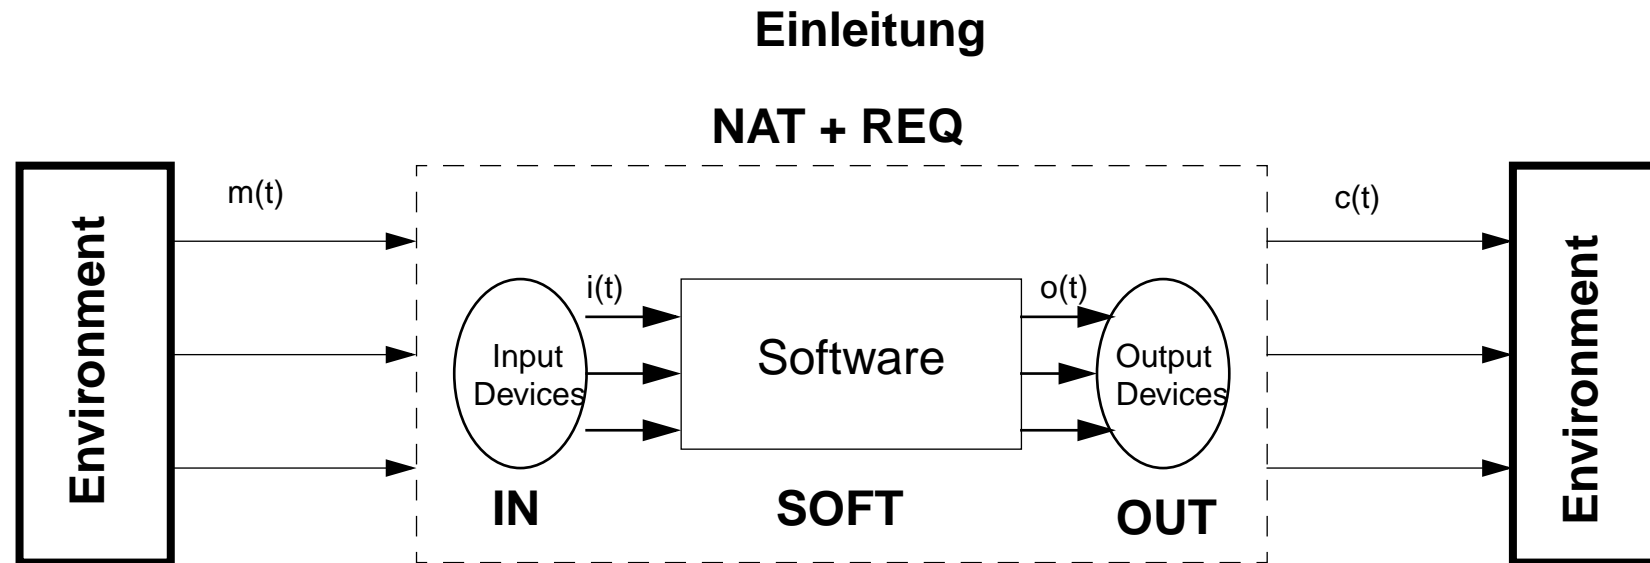 Einleitung
NAT + REQ
Environment
m(t)
c(t)
Environment
i(t)
o(t)
Input
Devices
Software
Output
Devices
IN
SOFT
OUT